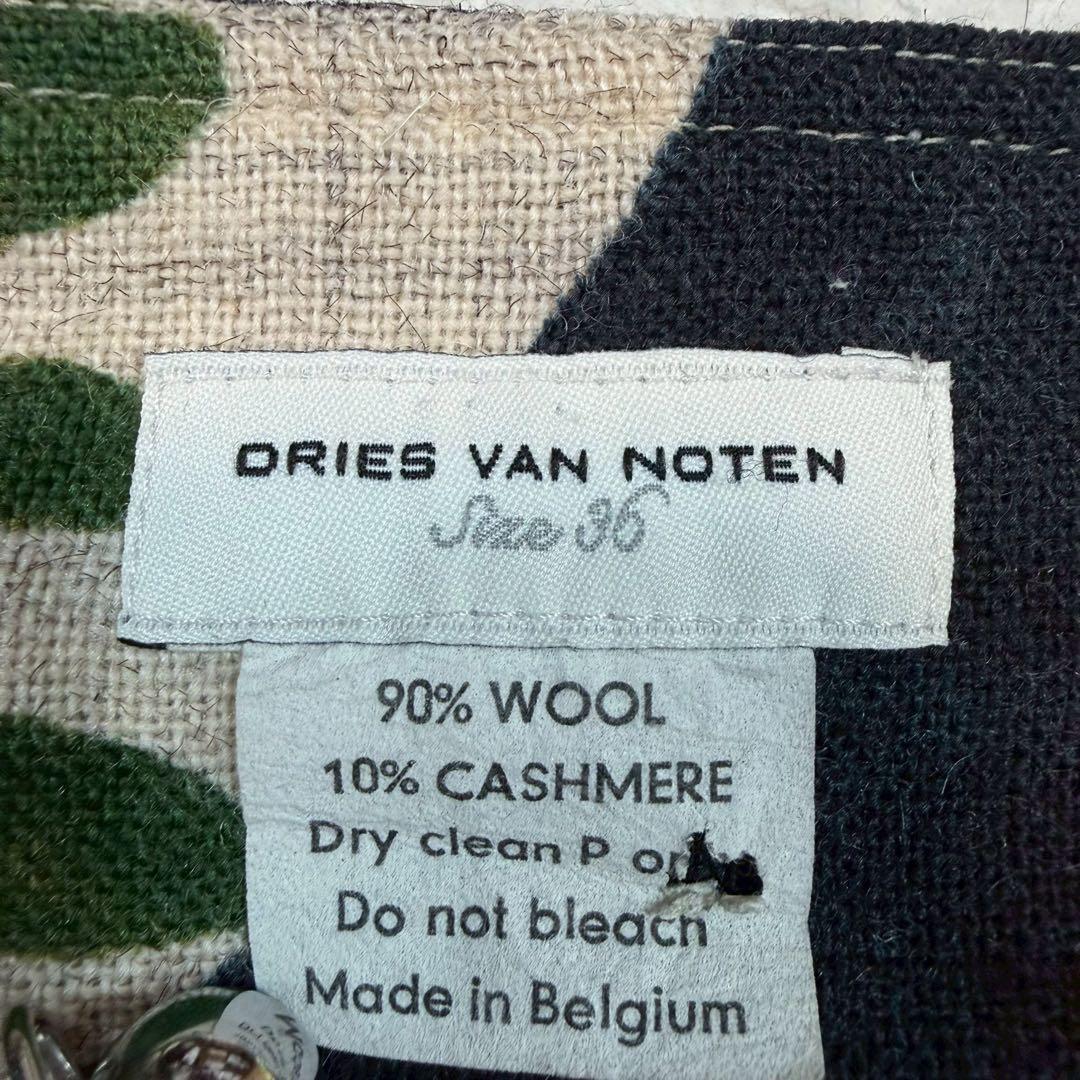 DRIES VAN NOTEN
Size 36
90% WOOL
10% CASHMERE
Dry clean P
Do not bleach
Made in Belgium